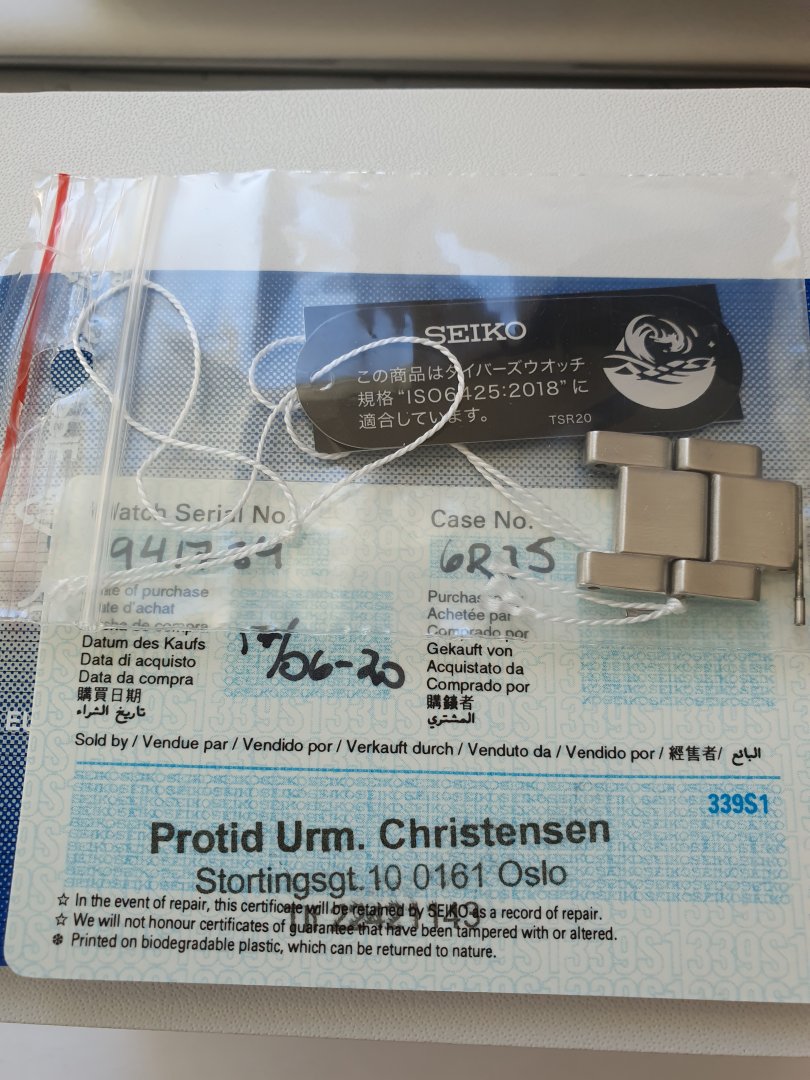 SEIKO
この商品はダイバーズウオッチ
規格“ISO6425:2018”に
適合しています。
TSR20
Watch Serial No
Case No.
6R35
date of purchase
Date d'achat
Datum des Kaufs
Data di acquisto
Data da compra
購買日期
تاريخ الشراء
/06-20
Achetée par
Comprado por
Gekauft von
Acquistato da
Comprado por
購錶者
المشتري
Sold by / Vendue par / Vendido por / Verkauft durch / Venduto da / Vendido por / 經售者/ البائع
339S1
Protid Urm. Christensen
Stortingsgt.10 0161 Oslo
☆ In the event of repair, this certificate will be retained by SEIKO as a record of repair.
☆ We will not honour certificates of guarantee that have been tampered with or altered.
❄ Printed on biodegradable plastic, which can be returned to nature.